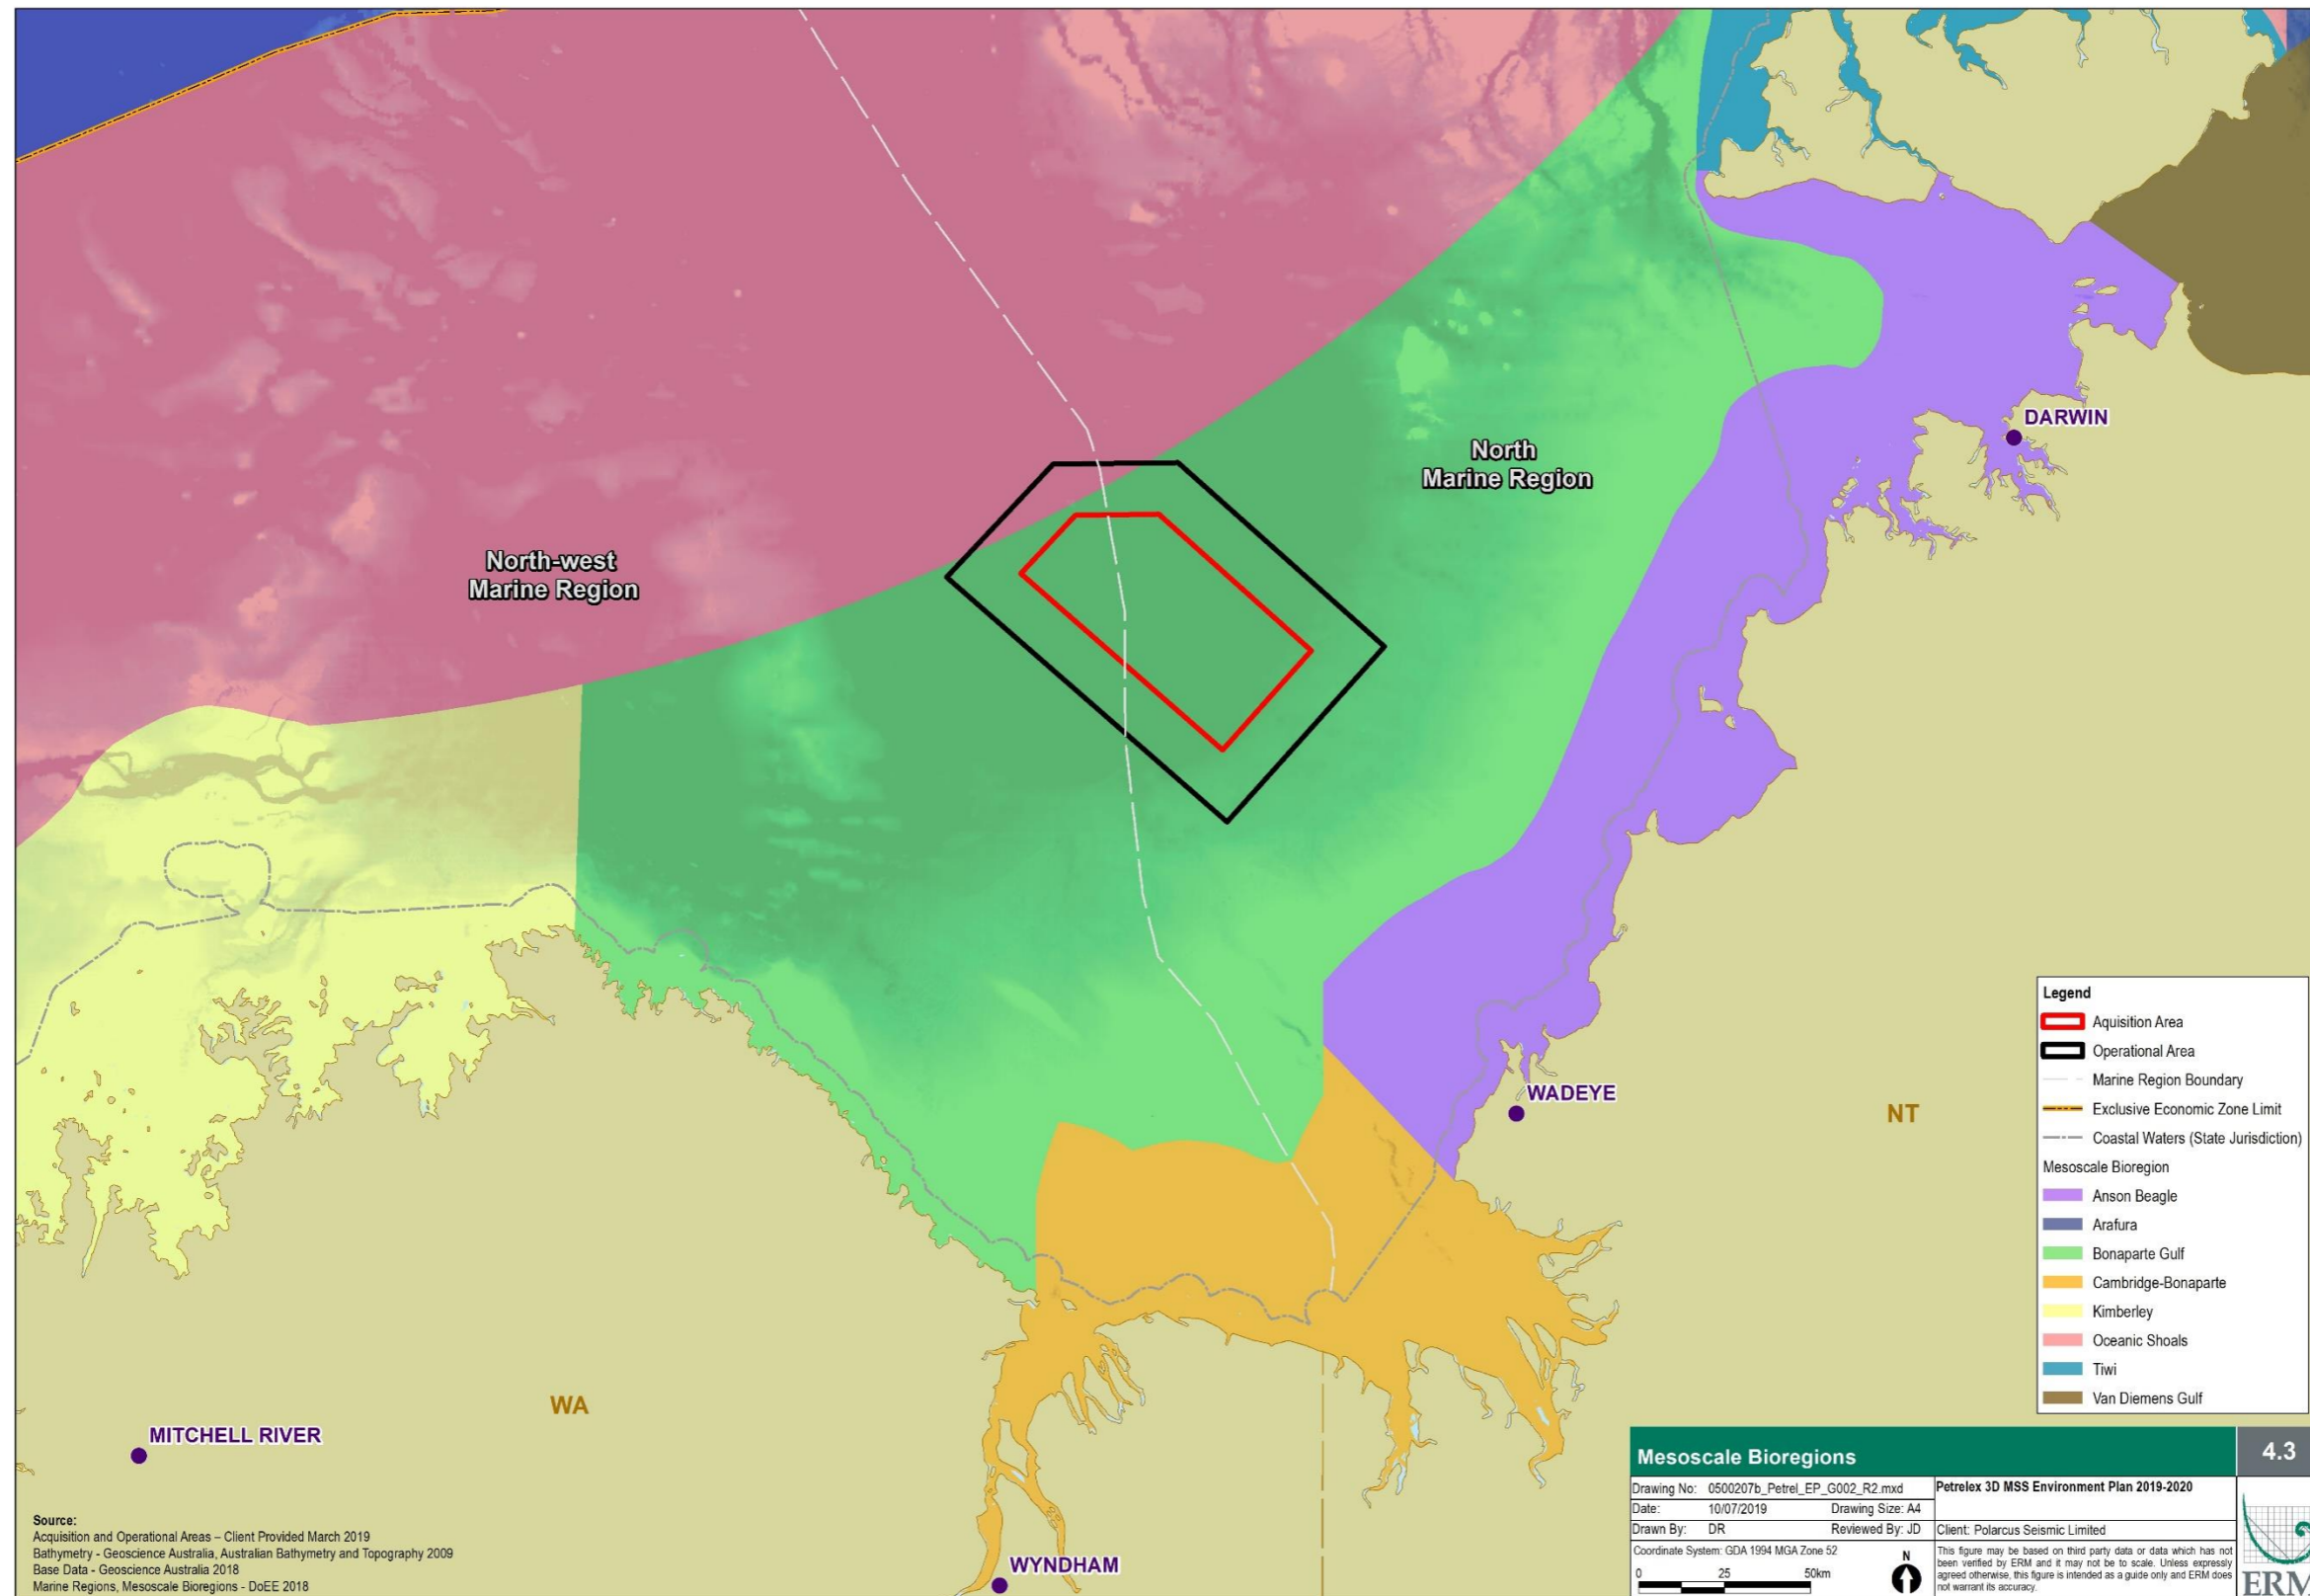 DARWIN
North
Marine Region
North-west
Marine Region
WADEYE
NT
WA
MITCHELL RIVER
WYNDHAM
Legend
Aquisition Area
Operational Area
Marine Region Boundary
Exclusive Economic Zone Limit
Coastal Waters (State Jurisdiction)
Mesoscale Bioregion
Anson Beagle
Arafura
Bonaparte Gulf
Cambridge-Bonaparte
Kimberley
Oceanic Shoals
Tiwi
Van Diemens Gulf
Source:
Acquisition and Operational Areas – Client Provided March 2019
Bathymetry - Geoscience Australia, Australian Bathymetry and Topography 2009
Base Data - Geoscience Australia 2018
Marine Regions, Mesoscale Bioregions - DoEE 2018
Mesoscale Bioregions 4.3
Drawing No: 0500207b_Petrel_EP_G002_R2.mxd
Petrelex 3D MSS Environment Plan 2019-2020
Date: 10/07/2019 Drawing Size: A4
Drawn By: DR Reviewed By: JD
Client: Polarcus Seismic Limited
Coordinate System: GDA 1994 MGA Zone 52
0 25 50km
N
This figure may be based on third party data or data which has not
been verified by ERM and it may not be to scale. Unless expressly
agreed otherwise, this figure is intended as a guide only and ERM does
not warrant its accuracy.
ERM